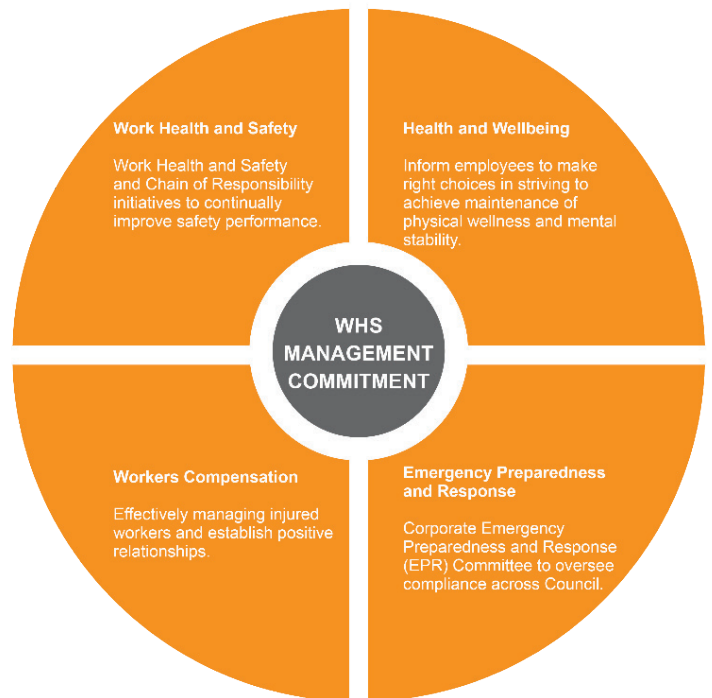 Work Health and Safety
Work Health and Safety
and Chain of Responsibility
initiatives to continually
improve safety performance.
Health and Wellbeing
Inform employees to make
right choices in striving to
achieve maintenance of
physical wellness and mental
stability.
WHS
MANAGEMENT
COMMITMENT
Workers Compensation
Effectively managing injured
workers and establish positive
relationships.
Emergency Preparedness
and Response
Corporate Emergency
Preparedness and Response
(EPR) Committee to oversee
compliance across Council.